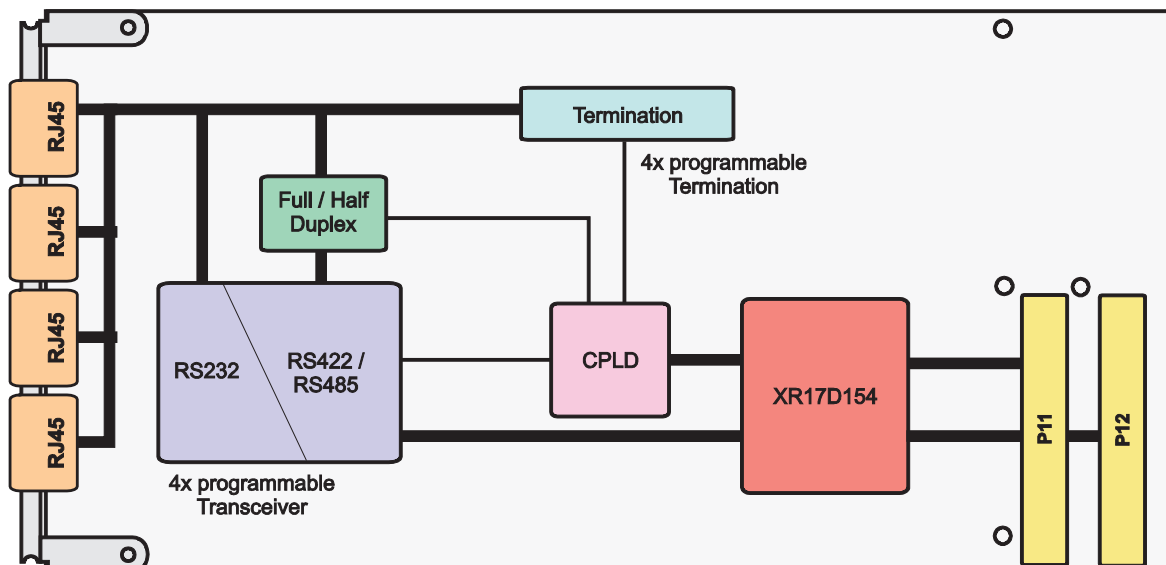 RJ45
RJ45
RJ45
RJ45
Termination
4x programmable
Termination
Full / Half
Duplex
RS232
RS422 /
RS485
4x programmable
Transceiver
CPLD
XR17D154
P11
P12